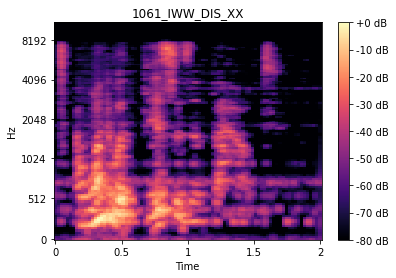 1061_IWW_DIS_XX
+0 dB
8192
-10 dB
4096
-20 dB
-30 dB
2048
Hz
-40 dB
1024
-50 dB
512
-60 dB
-70 dB
0
-80 dB
0
0.5
1
1.5
2
Time